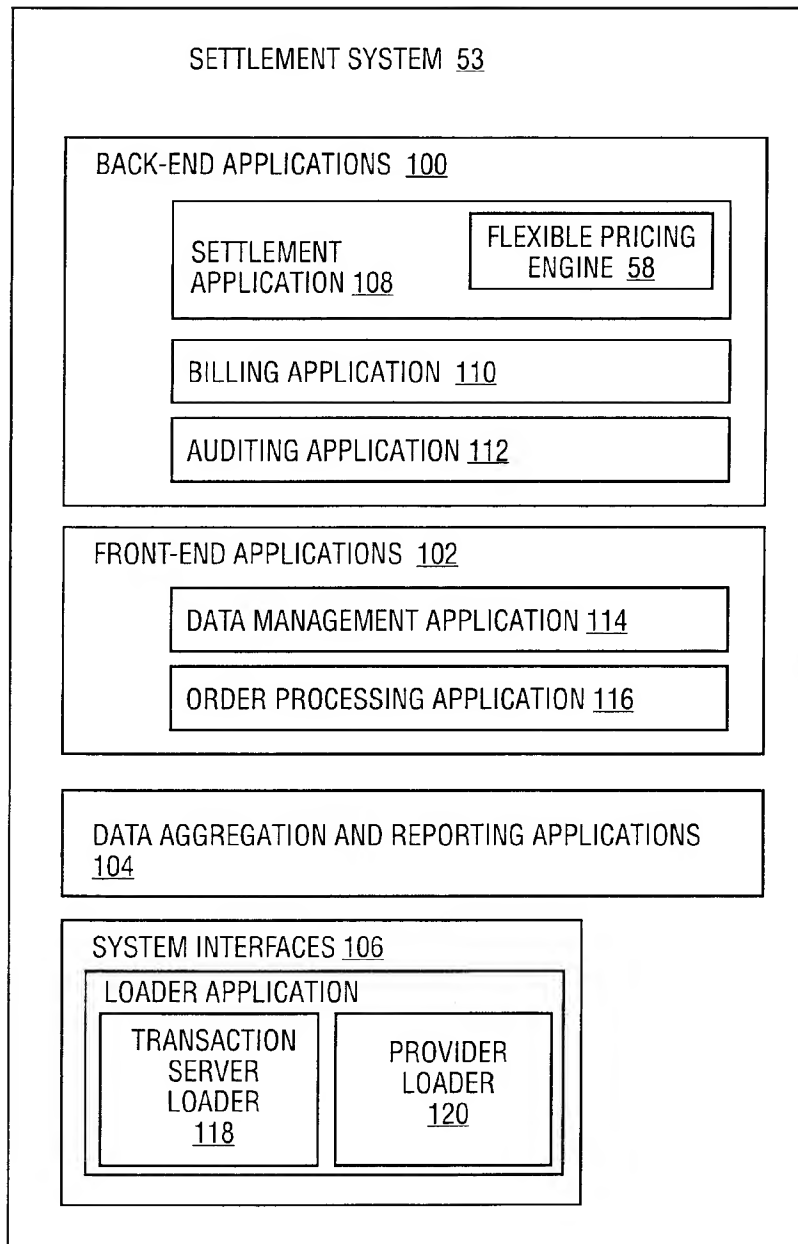 SETTLEMENT SYSTEM 53
BACK-END APPLICATIONS 100
SETTLEMENT
APPLICATION 108
FLEXIBLE PRICING
ENGINE 58
BILLING APPLICATION 110
AUDITING APPLICATION 112
FRONT-END APPLICATIONS 102
DATA MANAGEMENT APPLICATION 114
ORDER PROCESSING APPLICATION 116
DATA AGGREGATION AND REPORTING APPLICATIONS
104
SYSTEM INTERFACES 106
LOADER APPLICATION
TRANSACTION
SERVER
LOADER
118
PROVIDER
LOADER
120